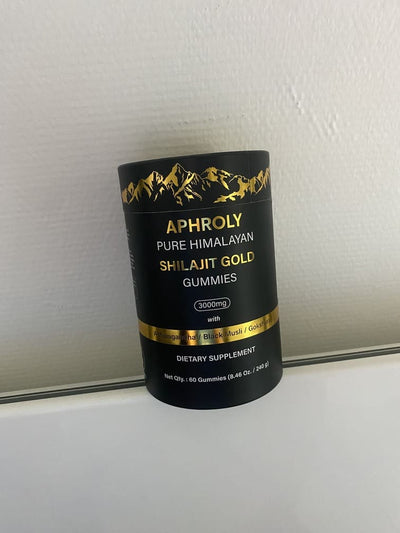 APHROLY
PURE HIMALAYAN
SHILAJIT GOLD
GUMMIES
3000mg
with
/ Black Musli /
DIETARY SUPPLEMENT
Net Qty. : 60 Gummies (8.46 Oz. / 240 g)